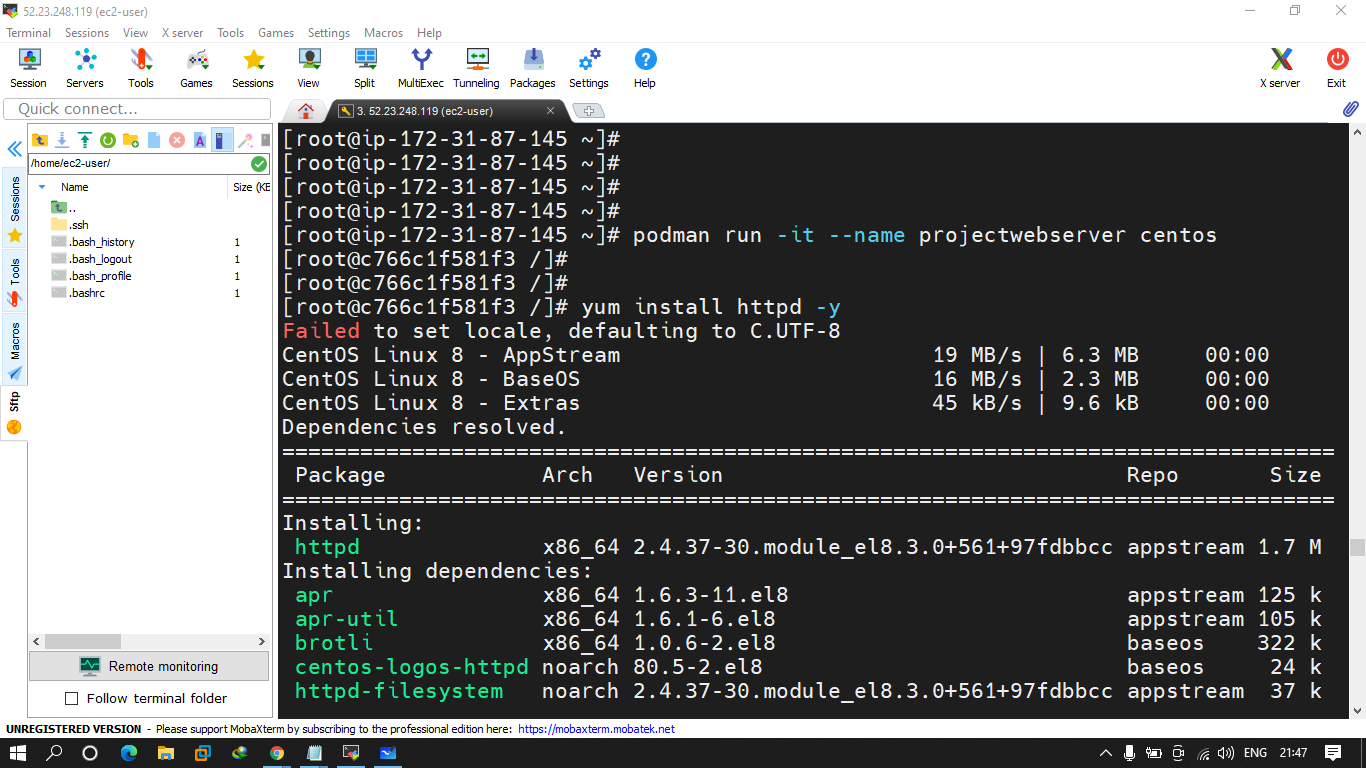 52.23.248.119 (ec2-user)
Terminal Sessions View X server Tools Games Settings Macros Help
Session Servers Tools Games Sessions View Split MultiExec Tunneling Packages Settings Help X server Exit
Quick connect...
3. 52.23.248.119 (ec2-user)
/home/ec2-user/
Name Size (KB
..
.ssh
.bash_history 1
.bash_logout 1
.bash_profile 1
.bashrc 1
Sessions
Tools
Macros
Sftp
Remote monitoring
Follow terminal folder
[root@ip-172-31-87-145 ~]#
[root@ip-172-31-87-145 ~]#
[root@ip-172-31-87-145 ~]#
[root@ip-172-31-87-145 ~]#
[root@ip-172-31-87-145 ~]# podman run -it --name projectwebserver centos
[root@c766c1f581f3 /]#
[root@c766c1f581f3 /]#
[root@c766c1f581f3 /]# yum install httpd -y
Failed to set locale, defaulting to C.UTF-8
CentOS Linux 8 - AppStream 19 MB/s | 6.3 MB 00:00
CentOS Linux 8 - BaseOS 16 MB/s | 2.3 MB 00:00
CentOS Linux 8 - Extras 45 kB/s | 9.6 kB 00:00
Dependencies resolved.
================================================================================
Package Arch Version Repo Size
================================================================================
Installing:
httpd x86_64 2.4.37-30.module_el8.3.0+561+97fdbbcc appstream 1.7 M
Installing dependencies:
apr x86_64 1.6.3-11.el8 appstream 125 k
apr-util x86_64 1.6.1-6.el8 appstream 105 k
brotli x86_64 1.0.6-2.el8 baseos 322 k
centos-logos-httpd noarch 80.5-2.el8 baseos 24 k
httpd-filesystem noarch 2.4.37-30.module_el8.3.0+561+97fdbbcc appstream 37 k
UNREGISTERED VERSION - Please support MobaXterm by subscribing to the professional edition here: https://mobaxterm.mobatek.net
ENG 21:47